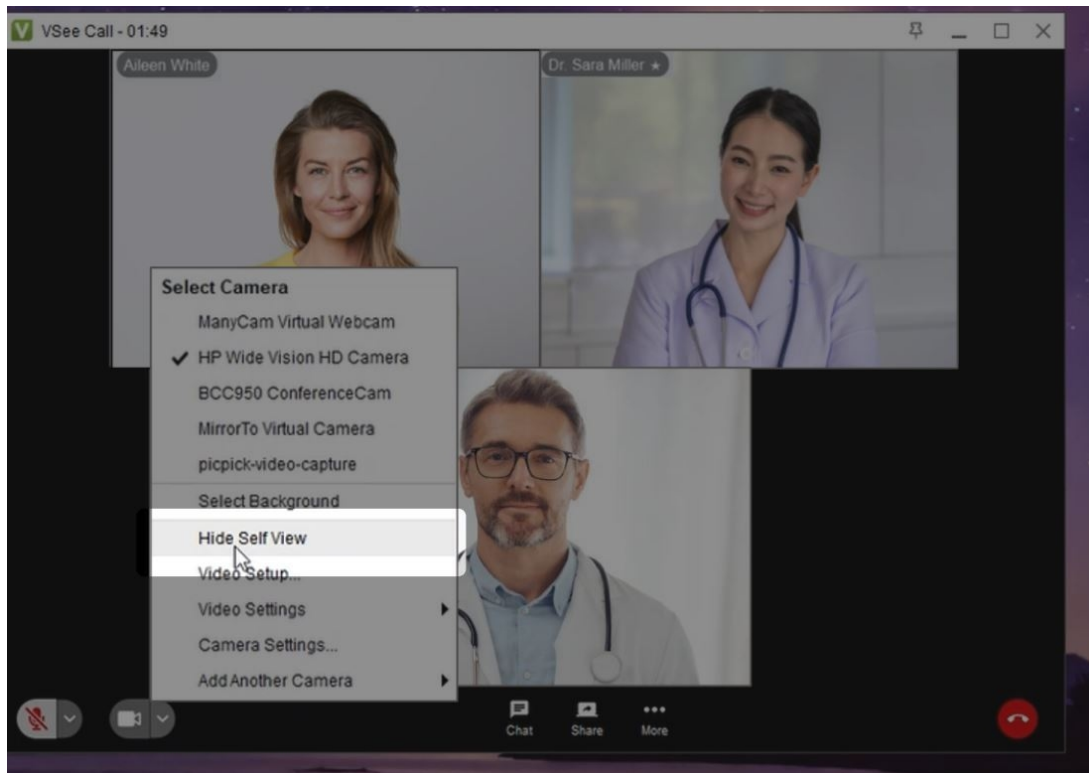 VSee Call - 01:49
Aileen White
Dr. Sara Miller ★
Select Camera
ManyCam Virtual Webcam
✓ HP Wide Vision HD Camera
BCC950 ConferenceCam
MirrorTo Virtual Camera
picpick-video-capture
Select Background
Hide Self View
Video Setup...
Video Settings
Camera Settings...
Add Another Camera
Chat
Share
More